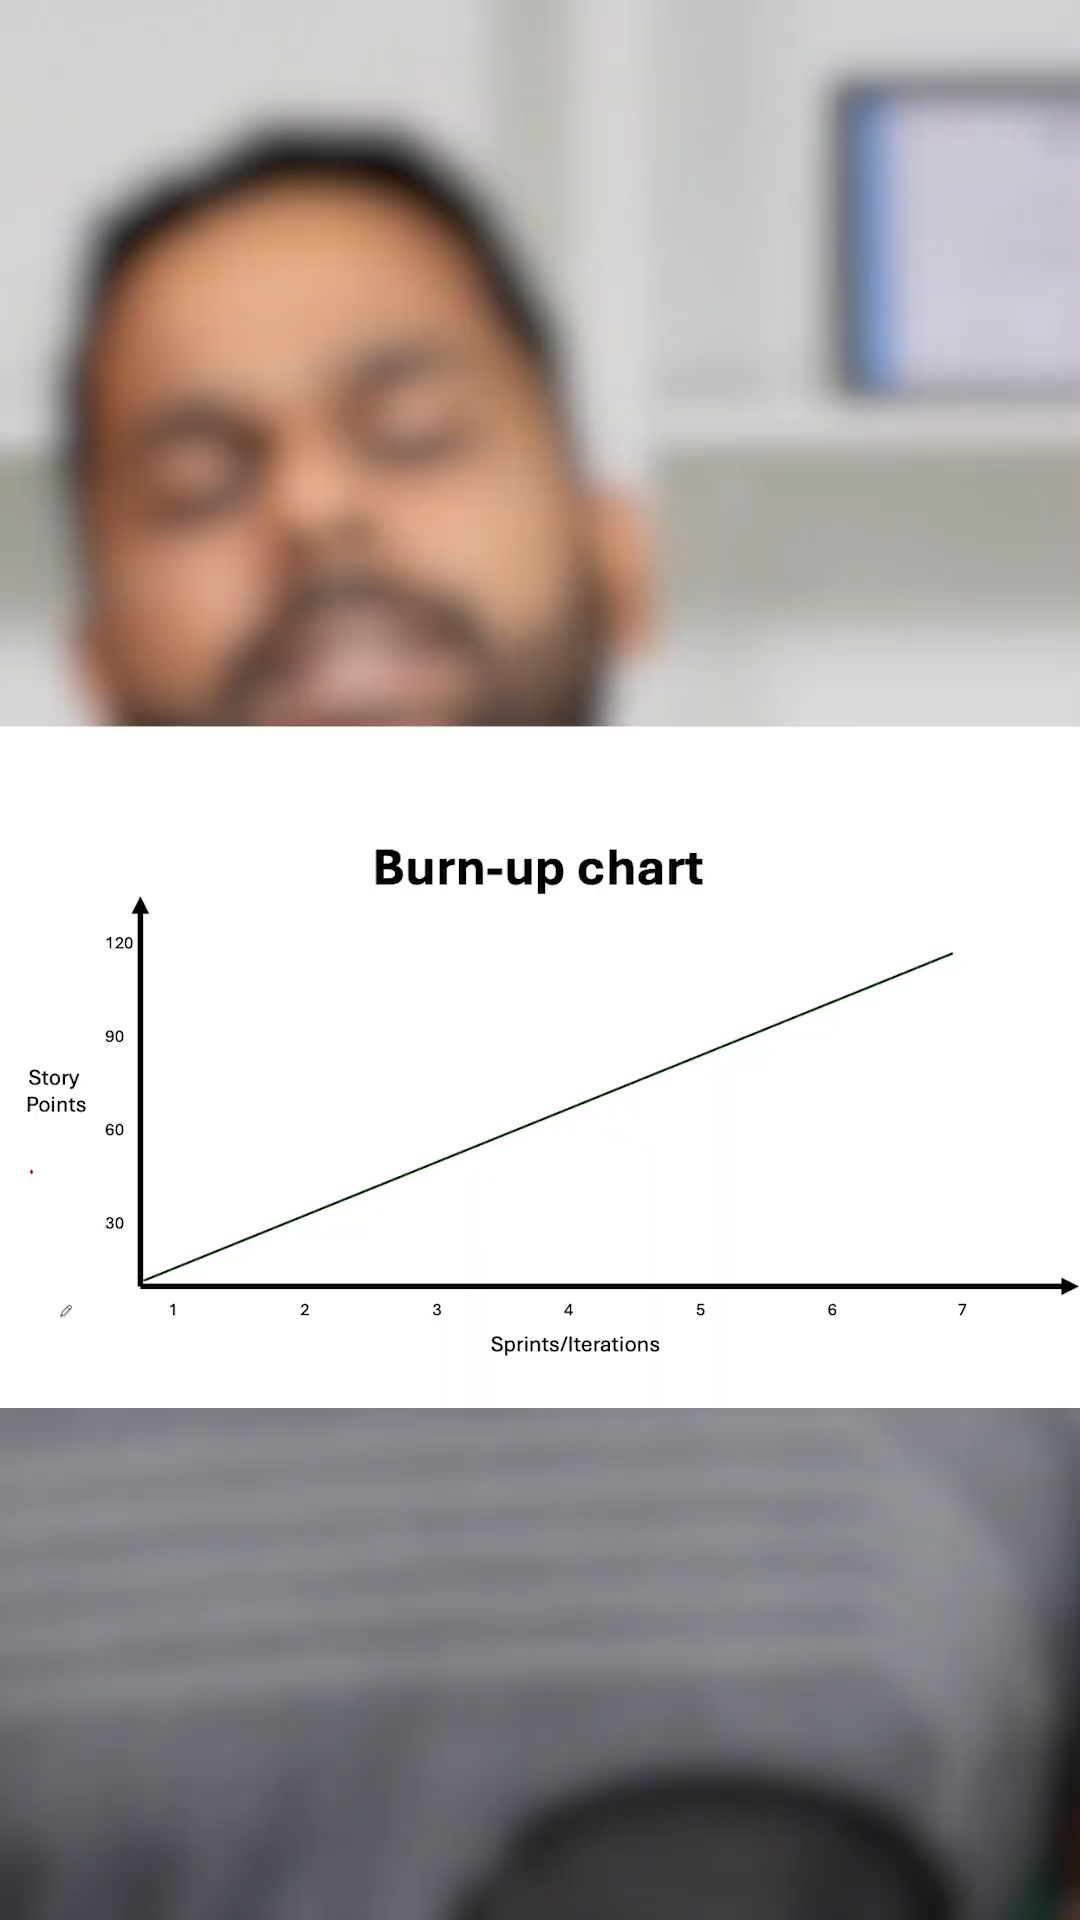 Burn-up chart
120
90
Story
Points
60
30
1 2 3 4 5 6 7
Sprints/Iterations